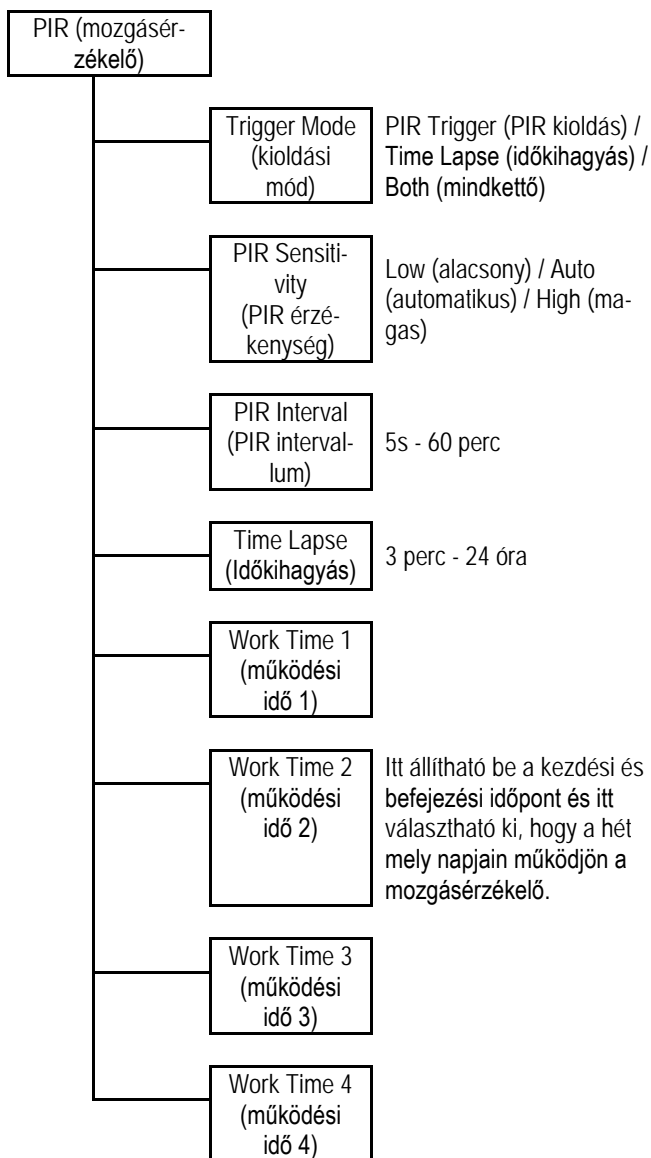 PIR (mozgásér-
zékelő)
Trigger Mode
(kioldási
mód)
PIR Trigger (PIR kioldás) /
Time Lapse (időkihagyás) /
Both (mindkettő)
PIR Sensiti-
vity
(PIR érzé-
kenység)
Low (alacsony) / Auto
(automatikus) / High (ma-
gas)
PIR Interval
(PIR interval-
lum)
5s - 60 perc
Time Lapse
(Időkihagyás)
3 perc - 24 óra
Work Time 1
(működési
idő 1)
Work Time 2
(működési
idő 2)
Itt állítható be a kezdési és
befejezési időpont és itt
választható ki, hogy a hét
mely napjain működjön a
mozgásérzékelő.
Work Time 3
(működési
idő 3)
Work Time 4
(működési
idő 4)